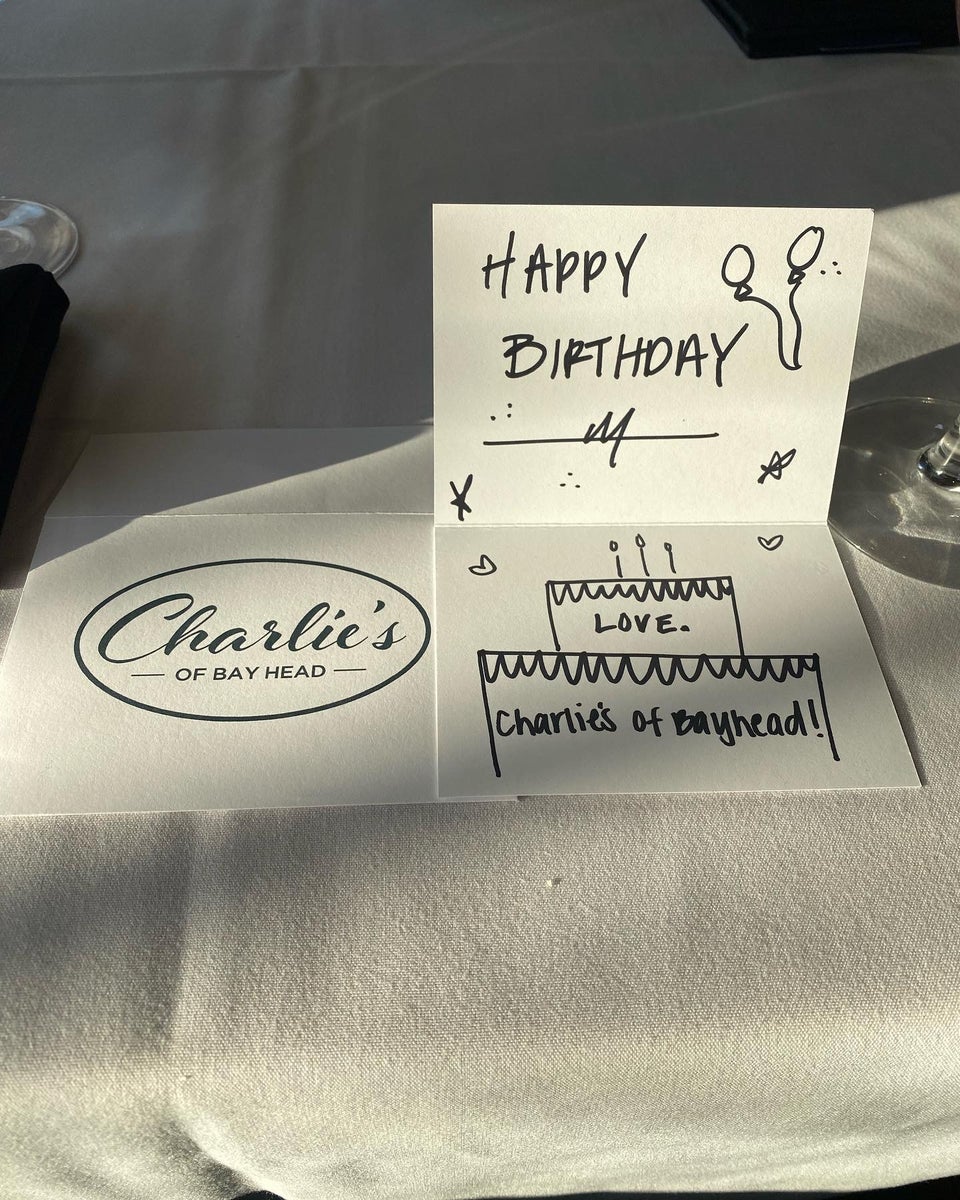 HAPPY
BIRTHDAY
Charlie's
OF BAY HEAD
LOVE.
Charlie's of Bayhead!